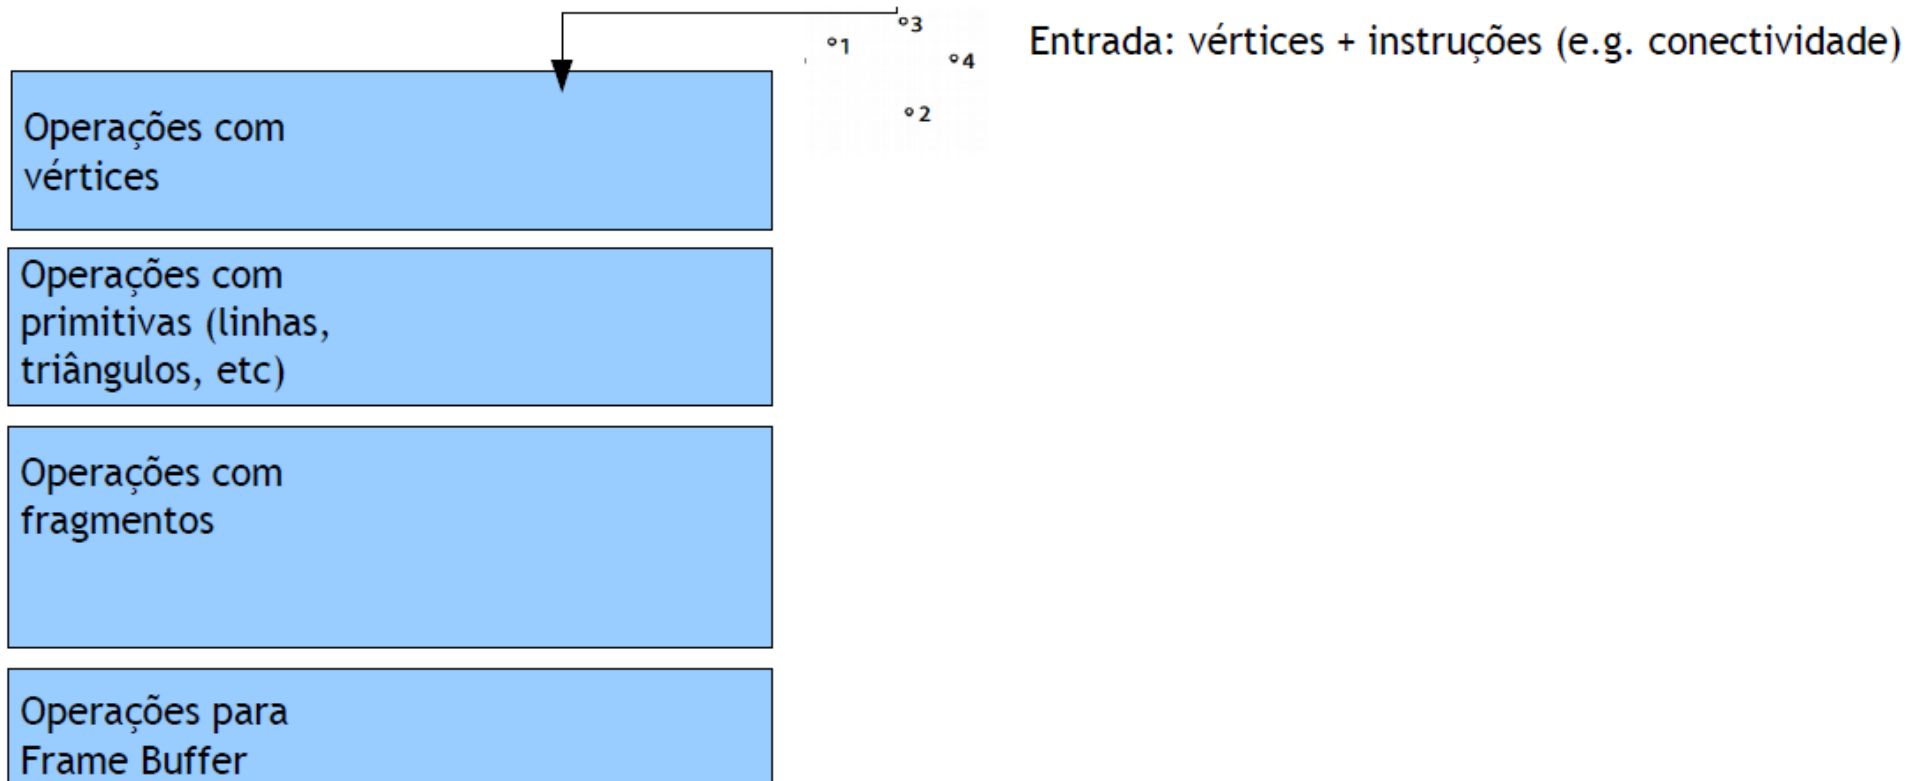 °3
°1
Entrada: vértices + instruções (e.g. conectividade)
°4
°2
Operações com
vértices
Operações com
primitivas (linhas,
triângulos, etc)
Operações com
fragmentos
Operações para
Frame Buffer